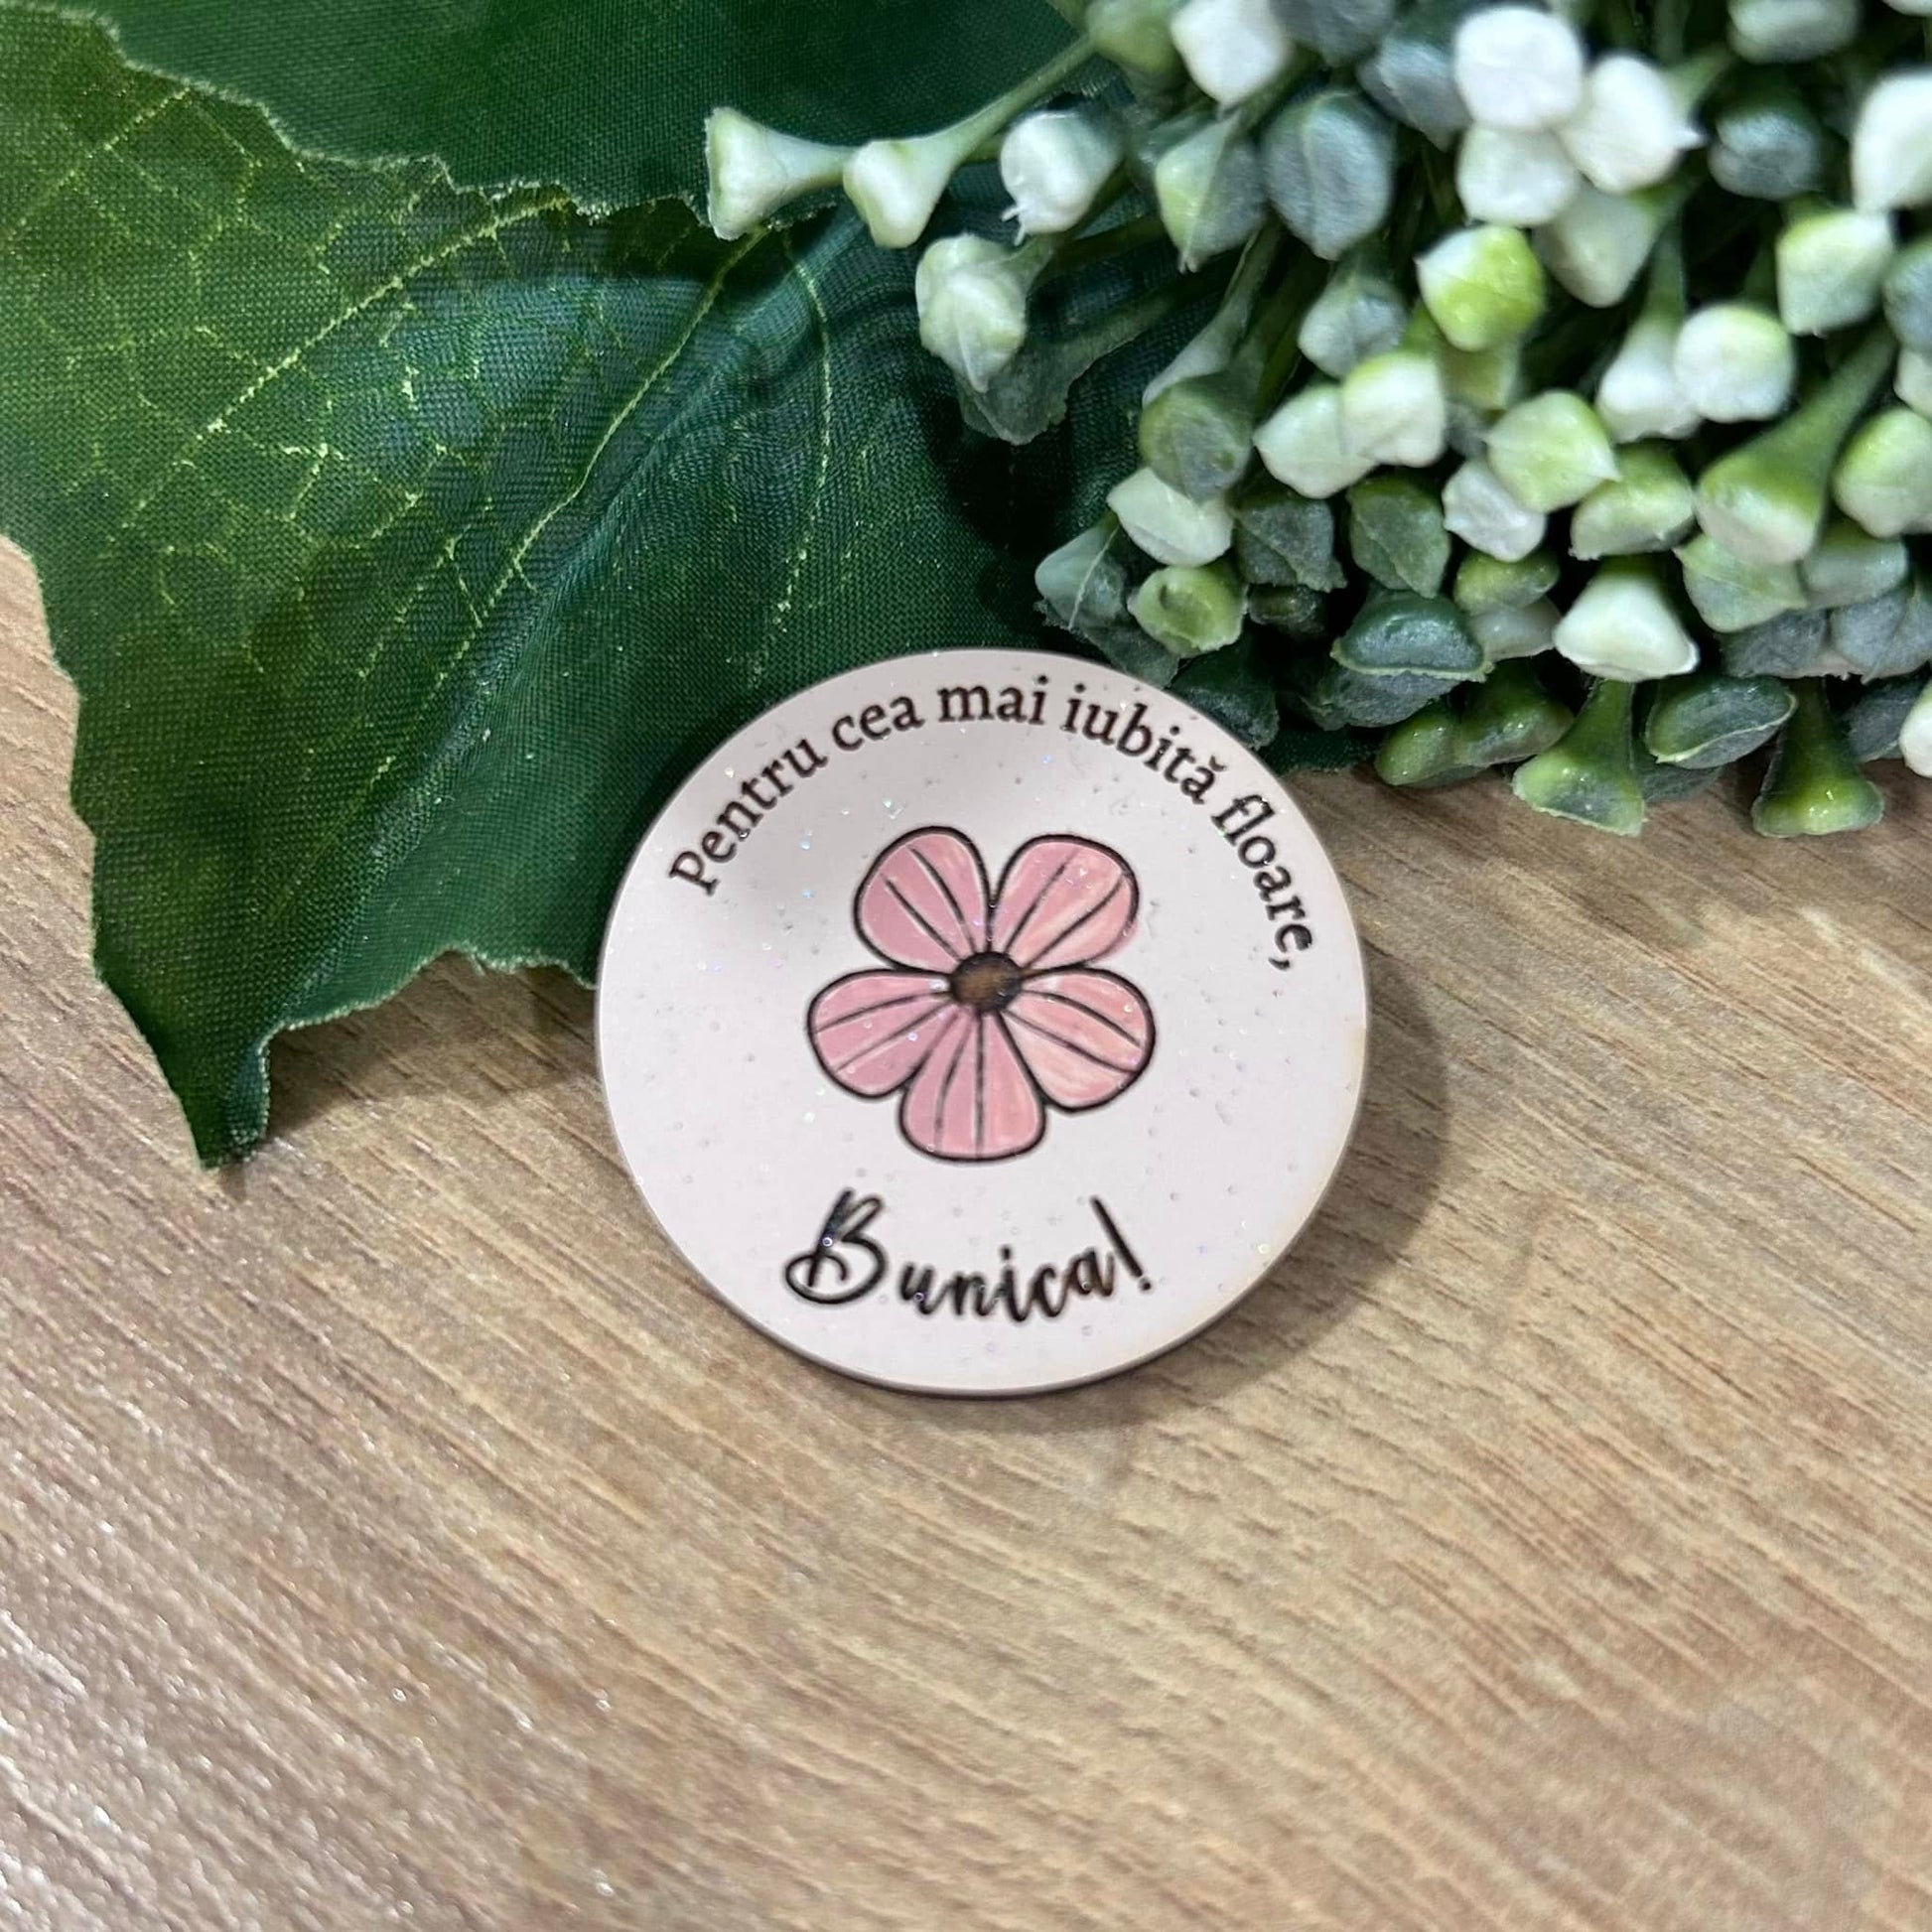 Pentru cea mai iubită floare,
Bunica!